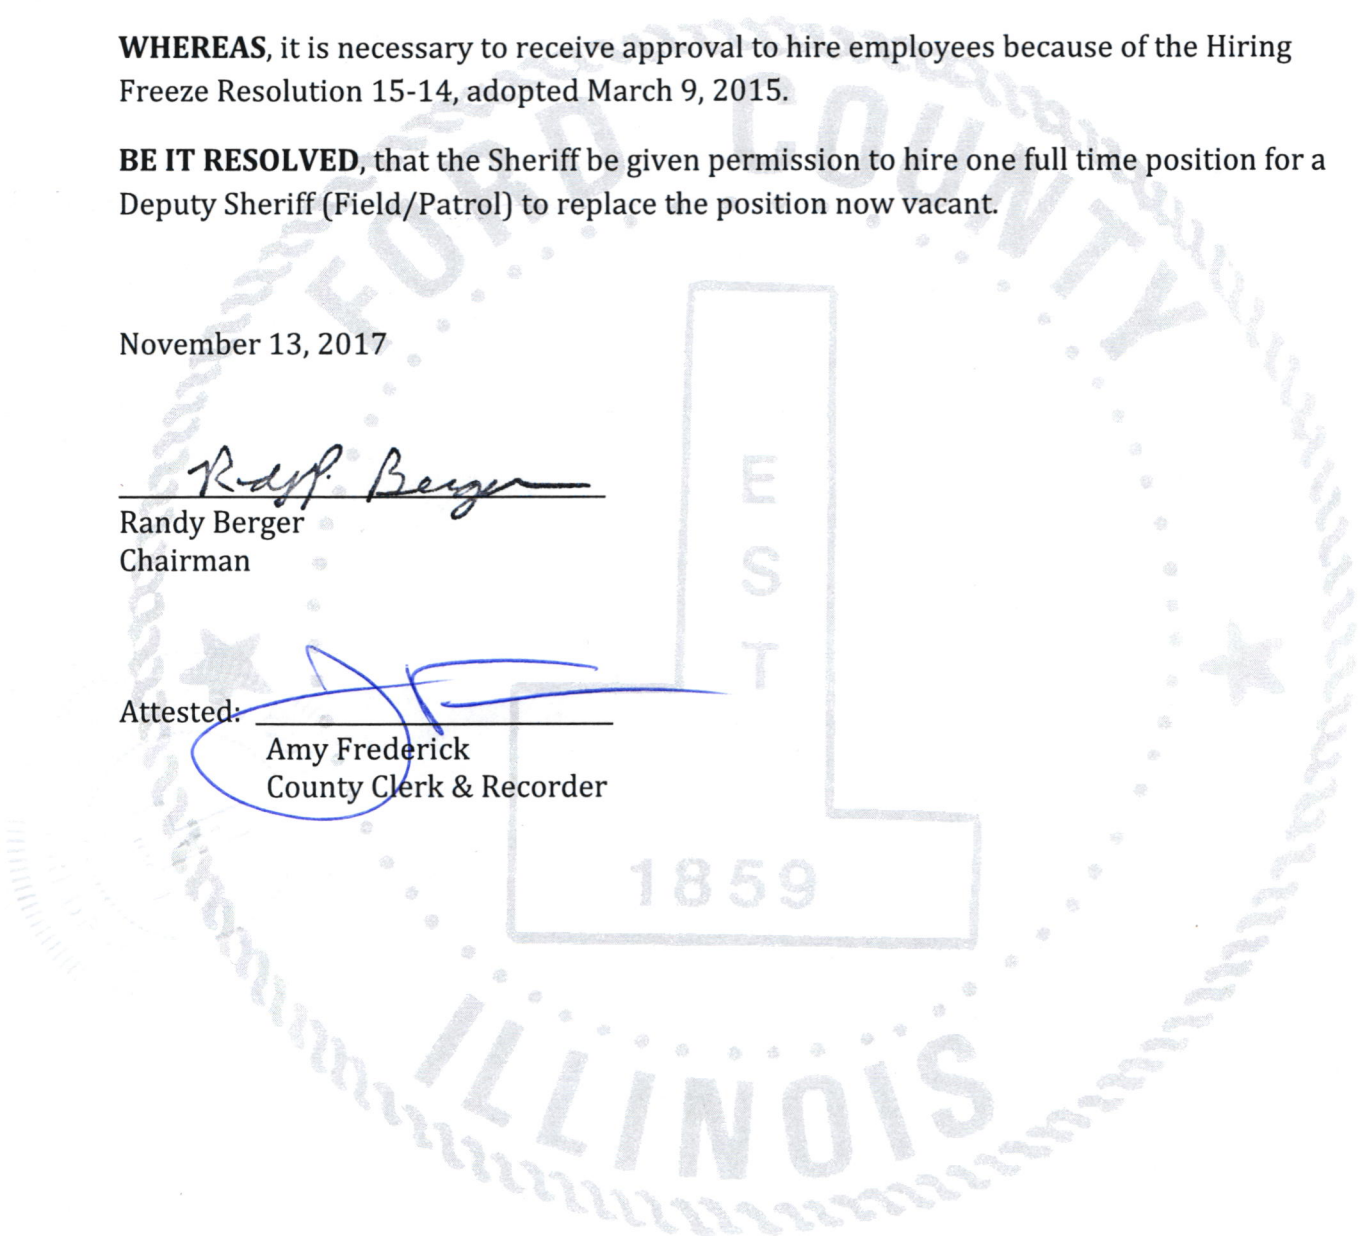 WHEREAS, it is necessary to receive approval to hire employees because of the Hiring
Freeze Resolution 15-14, adopted March 9, 2015.
BE IT RESOLVED, that the Sheriff be given permission to hire one full time position for a
Deputy Sheriff (Field/Patrol) to replace the position now vacant.
November 13, 2017
Randy P. Berger
Randy Berger
Chairman
Attested:
Amy Frederick
County Clerk & Recorder
FORD COUNTY
EST
1859
ILLINOIS